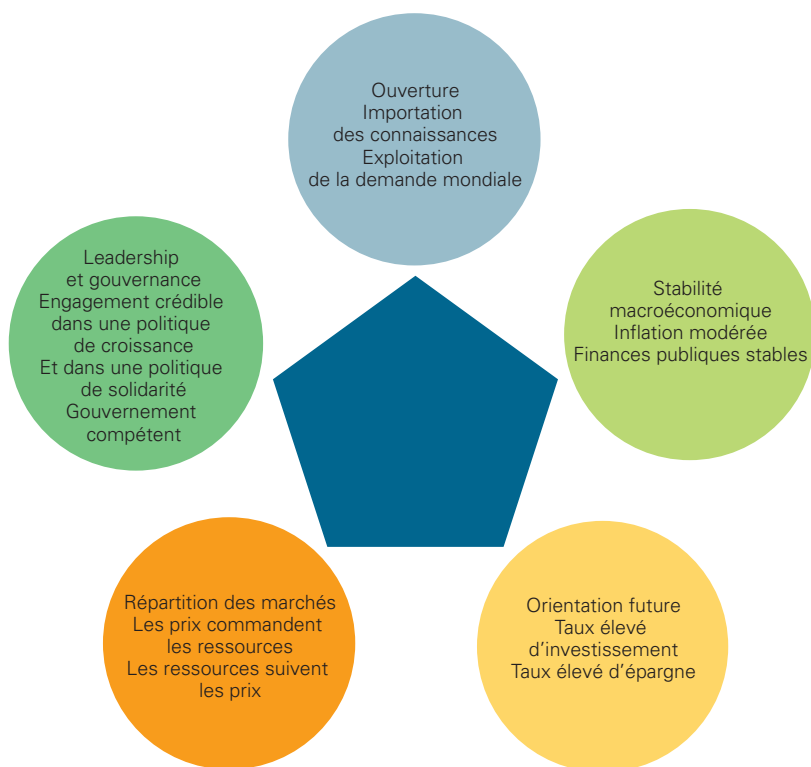 Ouverture
Importation
des connaissances
Exploitation
de la demande mondiale
Leadership
et gouvernance
Engagement crédible
dans une politique
de croissance
Et dans une politique
de solidarité
Gouvernement
compétent
Stabilité
macroéconomique
Inflation modérée
Finances publiques stables
Répartition des marchés
Les prix commandent
les ressources
Les ressources suivent
les prix
Orientation future
Taux élevé
d'investissement
Taux élevé d'épargne